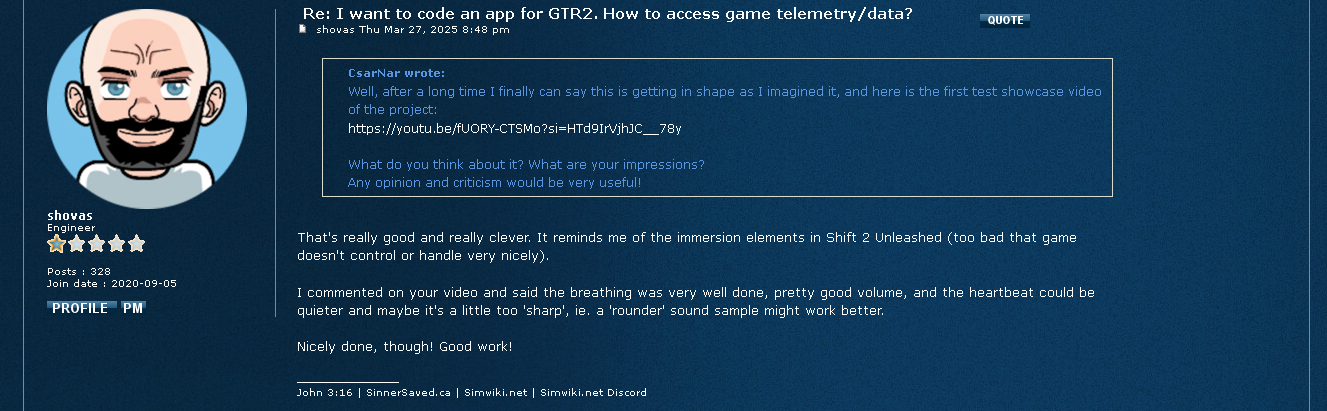 Re: I want to code an app for GTR2. How to access game telemetry/data?
QUOTE
shovas Thu Mar 27, 2025 8:48 pm
CsarNar wrote:
Well, after a long time I finally can say this is getting in shape as I imagined it, and here is the first test showcase video
of the project:
https://youtu.be/fUORY-CTSMo?si=HTd9IrVjhJC__78y
What do you think about it? What are your impressions?
Any opinion and criticism would be very useful!
shovas
Engineer
Posts : 328
Join date : 2020-09-05
PROFILE PM
That's really good and really clever. It reminds me of the immersion elements in Shift 2 Unleashed (too bad that game
doesn't control or handle very nicely).
I commented on your video and said the breathing was very well done, pretty good volume, and the heartbeat could be
quieter and maybe it's a little too 'sharp', ie. a 'rounder' sound sample might work better.
Nicely done, though! Good work!
John 3:16 | SinnerSaved.ca | Simwiki.net | Simwiki.net Discord